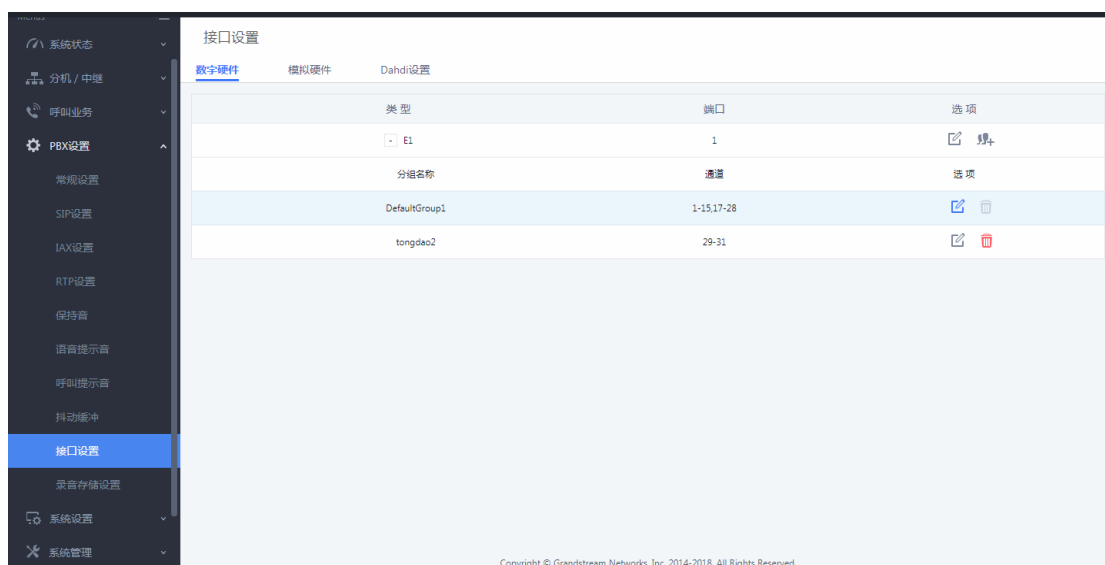 Menus
系统状态
分机 / 中继
呼叫业务
PBX设置
常规设置
SIP设置
IAX设置
RTP设置
保持音
语音提示音
呼叫提示音
抖动缓冲
接口设置
录音存储设置
系统设置
系统管理
接口设置
数字硬件 模拟硬件 Dahdi设置
类型 端口 选项
- E1 1
分组名称 通道 选项
DefaultGroup1 1-15,17-28
tongdao2 29-31
Copyright © Grandstream Networks, Inc. 2014-2018. All Rights Reserved.